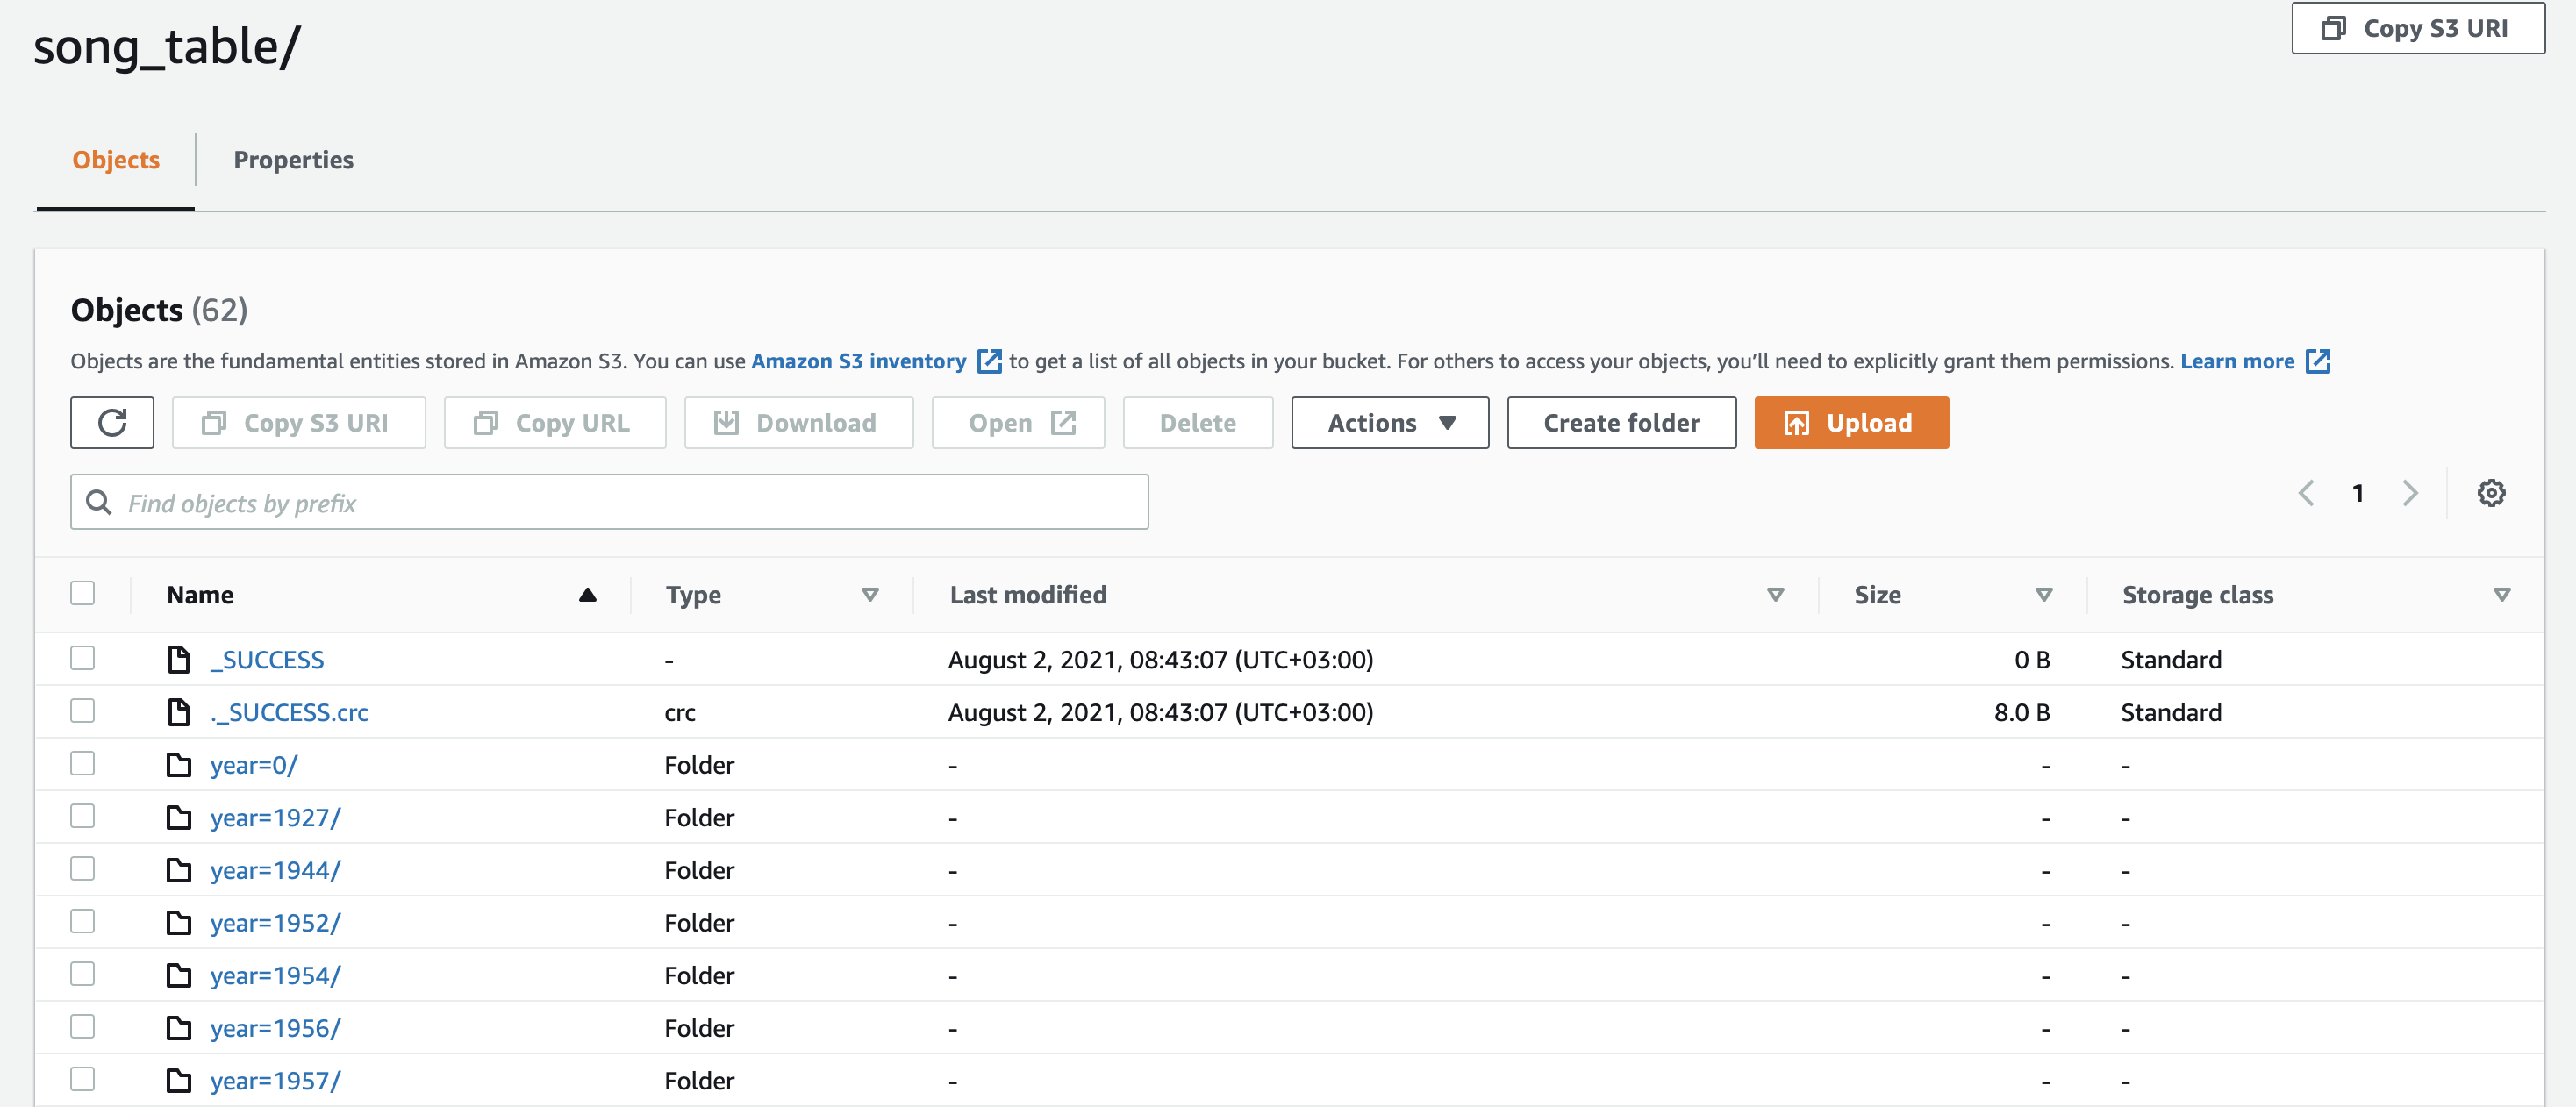 song_table/
Copy S3 URI
Objects Properties
Objects (62)
Objects are the fundamental entities stored in Amazon S3. You can use Amazon S3 inventory to get a list of all objects in your bucket. For others to access your objects, you’ll need to explicitly grant them permissions. Learn more
Copy S3 URI Copy URL Download Open Delete Actions Create folder Upload
Find objects by prefix
1
Name Type Last modified Size Storage class
_SUCCESS - August 2, 2021, 08:43:07 (UTC+03:00) 0 B Standard
._SUCCESS.crc crc August 2, 2021, 08:43:07 (UTC+03:00) 8.0 B Standard
year=0/ Folder - - -
year=1927/ Folder - - -
year=1944/ Folder - - -
year=1952/ Folder - - -
year=1954/ Folder - - -
year=1956/ Folder - - -
year=1957/ Folder - - -